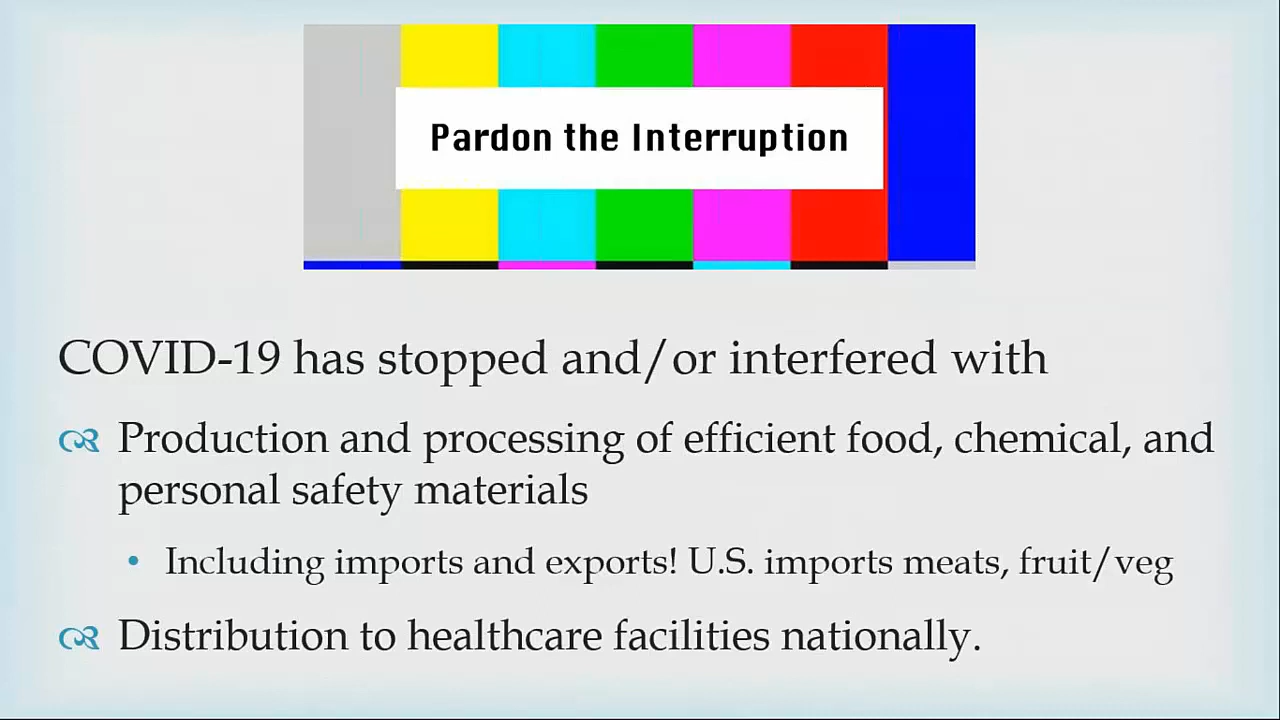 Pardon the Interruption
COVID-19 has stopped and/or interfered with
Production and processing of efficient food, chemical, and
personal safety materials
• Including imports and exports! U.S. imports meats, fruit/veg
Distribution to healthcare facilities nationally.